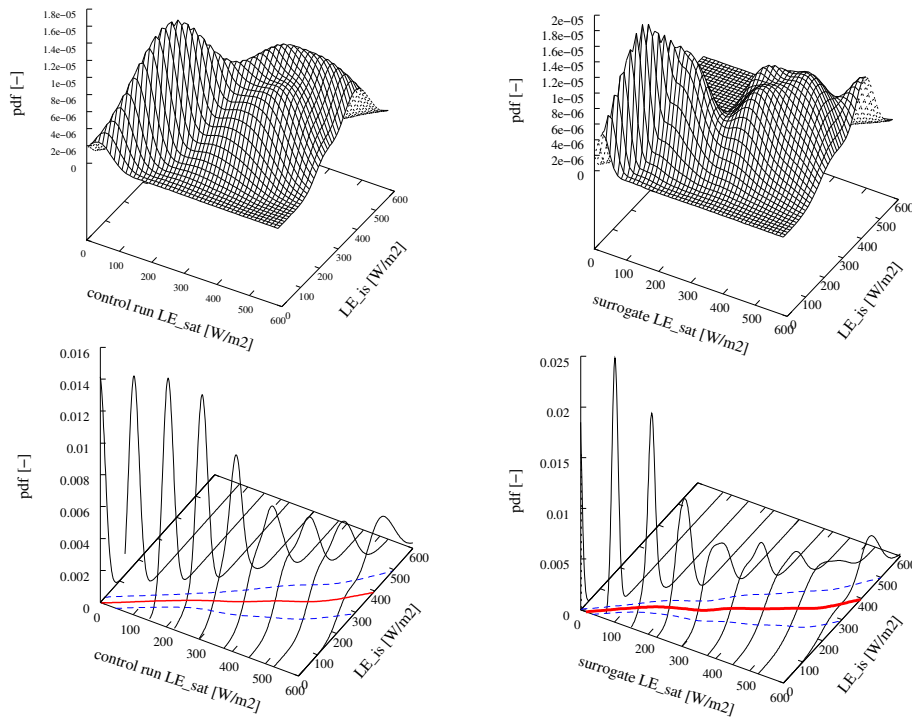 1.8e−05
1.6e−05
1.4e−05
1.2e−05
1e−05
8e−06
6e−06
4e−06
2e−06
0
pdf [−]
0
100
200
300
400
500
600
control run LE_sat [W/m2]
0
100
200
300
400
500
600
LE_is [W/m2]
2e−05
1.8e−05
1.6e−05
1.4e−05
1.2e−05
1e−05
8e−06
6e−06
4e−06
2e−06
0
pdf [−]
0
100
200
300
400
500
600
surrogate LE_sat [W/m2]
0
100
200
300
400
500
600
LE_is [W/m2]
0.016
0.014
0.012
0.01
0.008
0.006
0.004
0.002
0
pdf [−]
0
100
200
300
400
500
600
control run LE_sat [W/m2]
0
100
200
300
400
500
600
LE_is [W/m2]
0.025
0.02
0.015
0.01
0.005
0
pdf [−]
0
100
200
300
400
500
600
surrogate LE_sat [W/m2]
0
100
200
300
400
500
600
LE_is [W/m2]